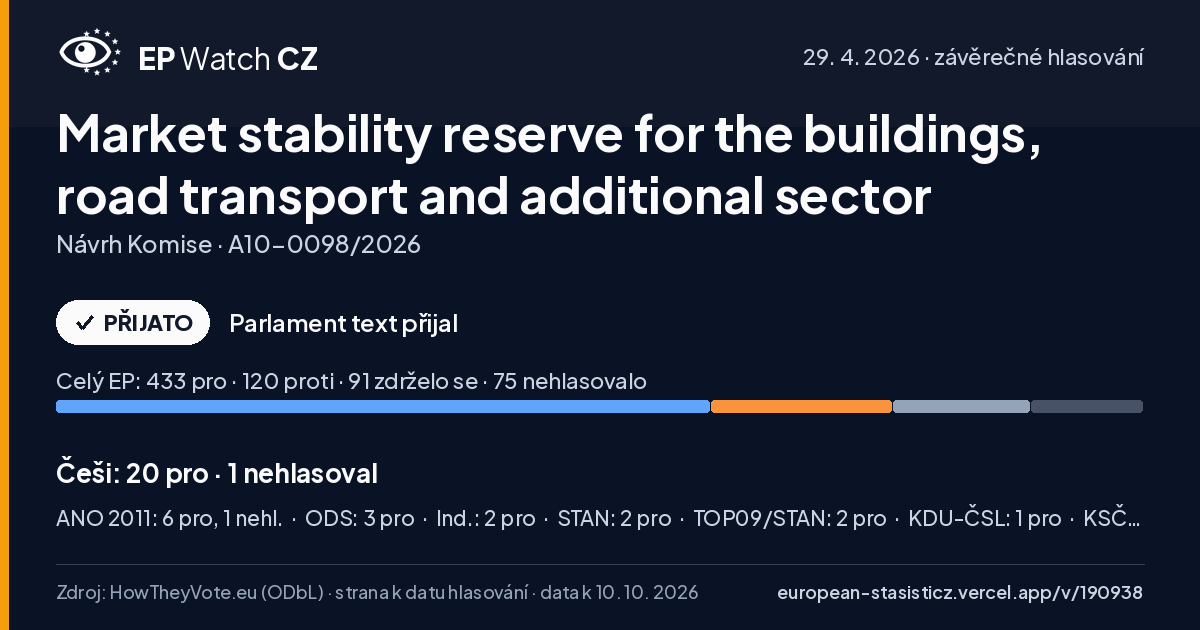 EP Watch CZ
29. 4. 2026 · závěrečné hlasování
Market stability reserve for the buildings,
road transport and additional sector
Návrh Komise · A10–0098/2026
✓ PŘIJATO
Parlament text přijal
Celý EP: 433 pro · 120 proti · 91 zdrželo se · 75 nehlasovalo
Češi: 20 pro · 1 nehlasoval
ANO 2011: 6 pro, 1 nehl. · ODS: 3 pro · Ind.: 2 pro · STAN: 2 pro · TOP09/STAN: 2 pro · KDU-ČSL: 1 pro · KSČ…
Zdroj: HowTheyVote.eu (ODbL) · strana k datu hlasování · data k 10. 10. 2026
european-stasisticz.vercel.app/v/190938